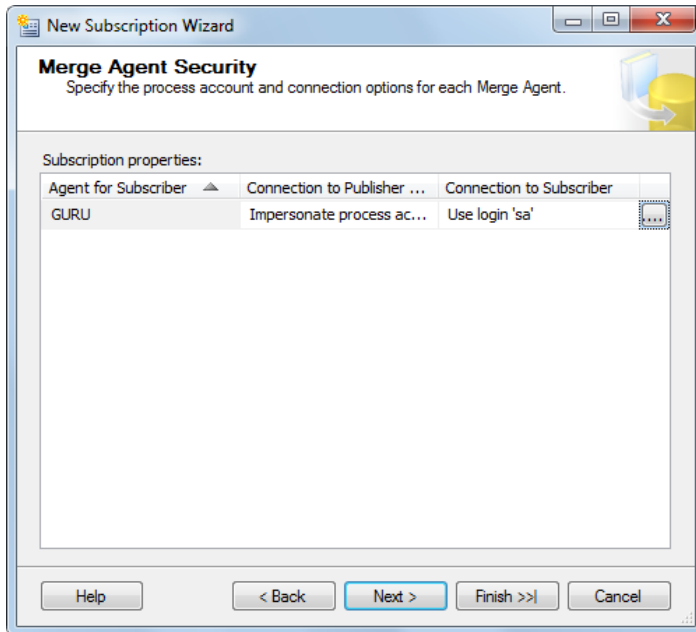 New Subscription Wizard
Merge Agent Security
Specify the process account and connection options for each Merge Agent.
Subscription properties:
Agent for Subscriber Connection to Publisher ... Connection to Subscriber
GURU Impersonate process ac... Use login 'sa' ....
Help < Back Next > Finish >>| Cancel